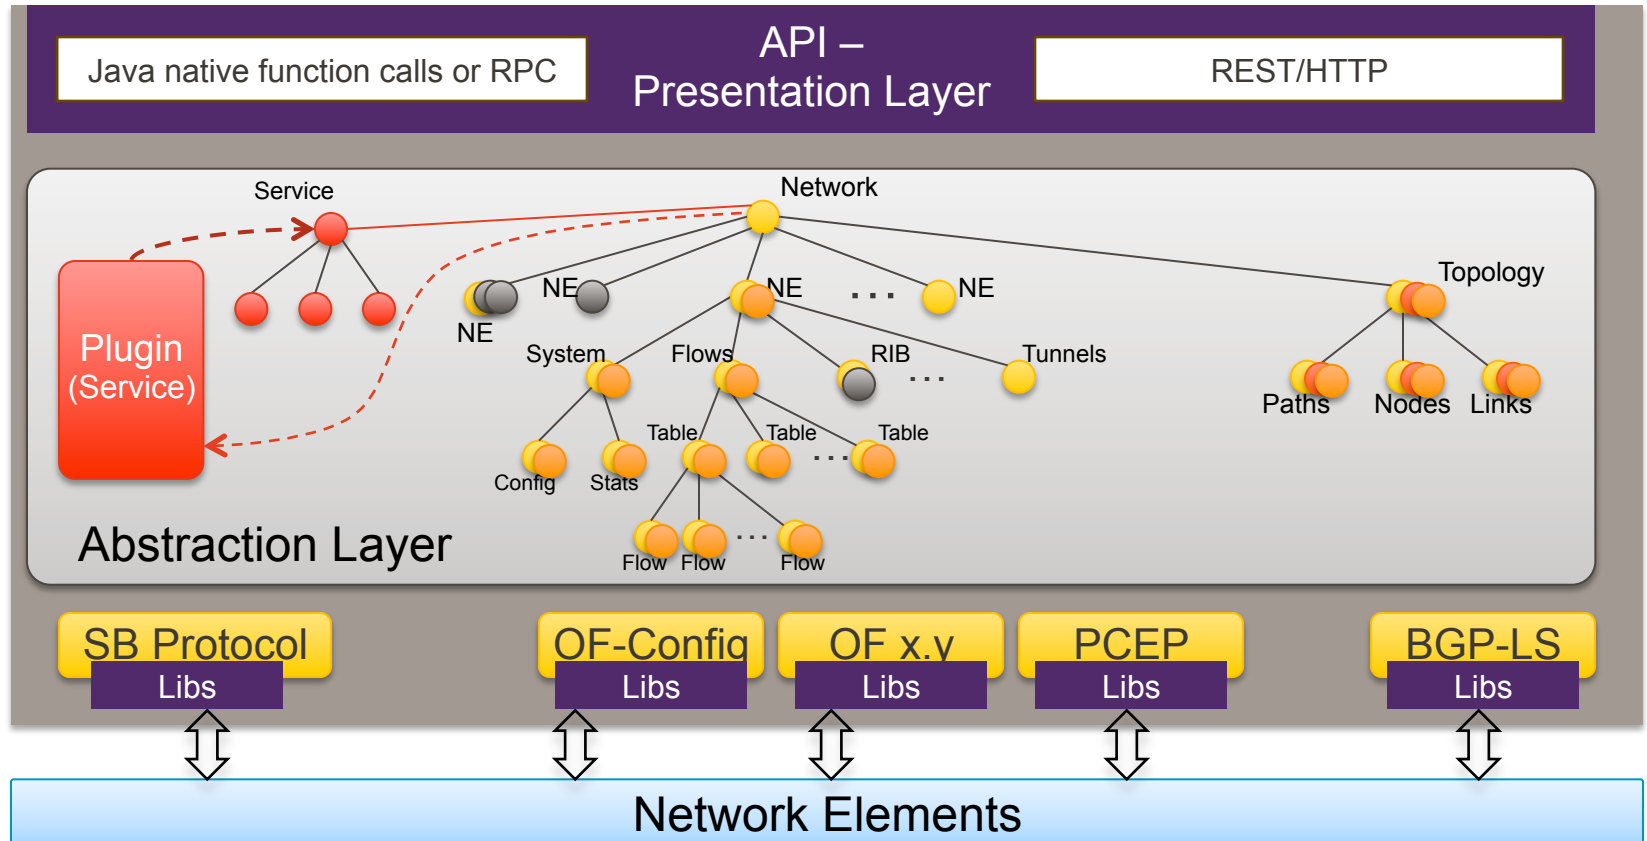 API –
Presentation Layer
Java native function calls or RPC
REST/HTTP
Service
Network
NE
NE
NE
... NE
Topology
Plugin
(Service)
System
Flows
RIB
...
Tunnels
Paths
Nodes
Links
Table
Table
... Table
Config
Stats
Flow
Flow
...
Flow
Abstraction Layer
SB Protocol
Libs
OF-Config
Libs
OF x.y
Libs
PCEP
Libs
BGP-LS
Libs
Network Elements